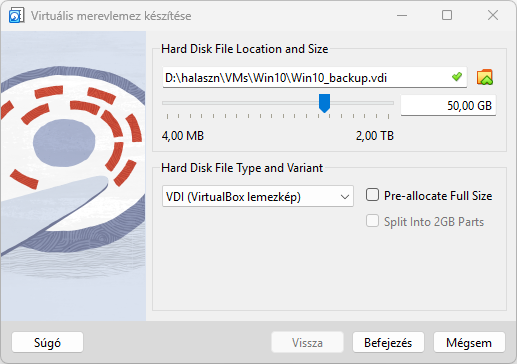 Virtuális merevlemez készítése
Hard Disk File Location and Size
D:\halaszn\VMs\Win10\Win10_backup.vdi
50,00 GB
4,00 MB 2,00 TB
Hard Disk File Type and Variant
VDI (VirtualBox lemezkép) Pre-allocate Full Size
Split Into 2GB Parts
Súgó Vissza Befejezés Mégsem